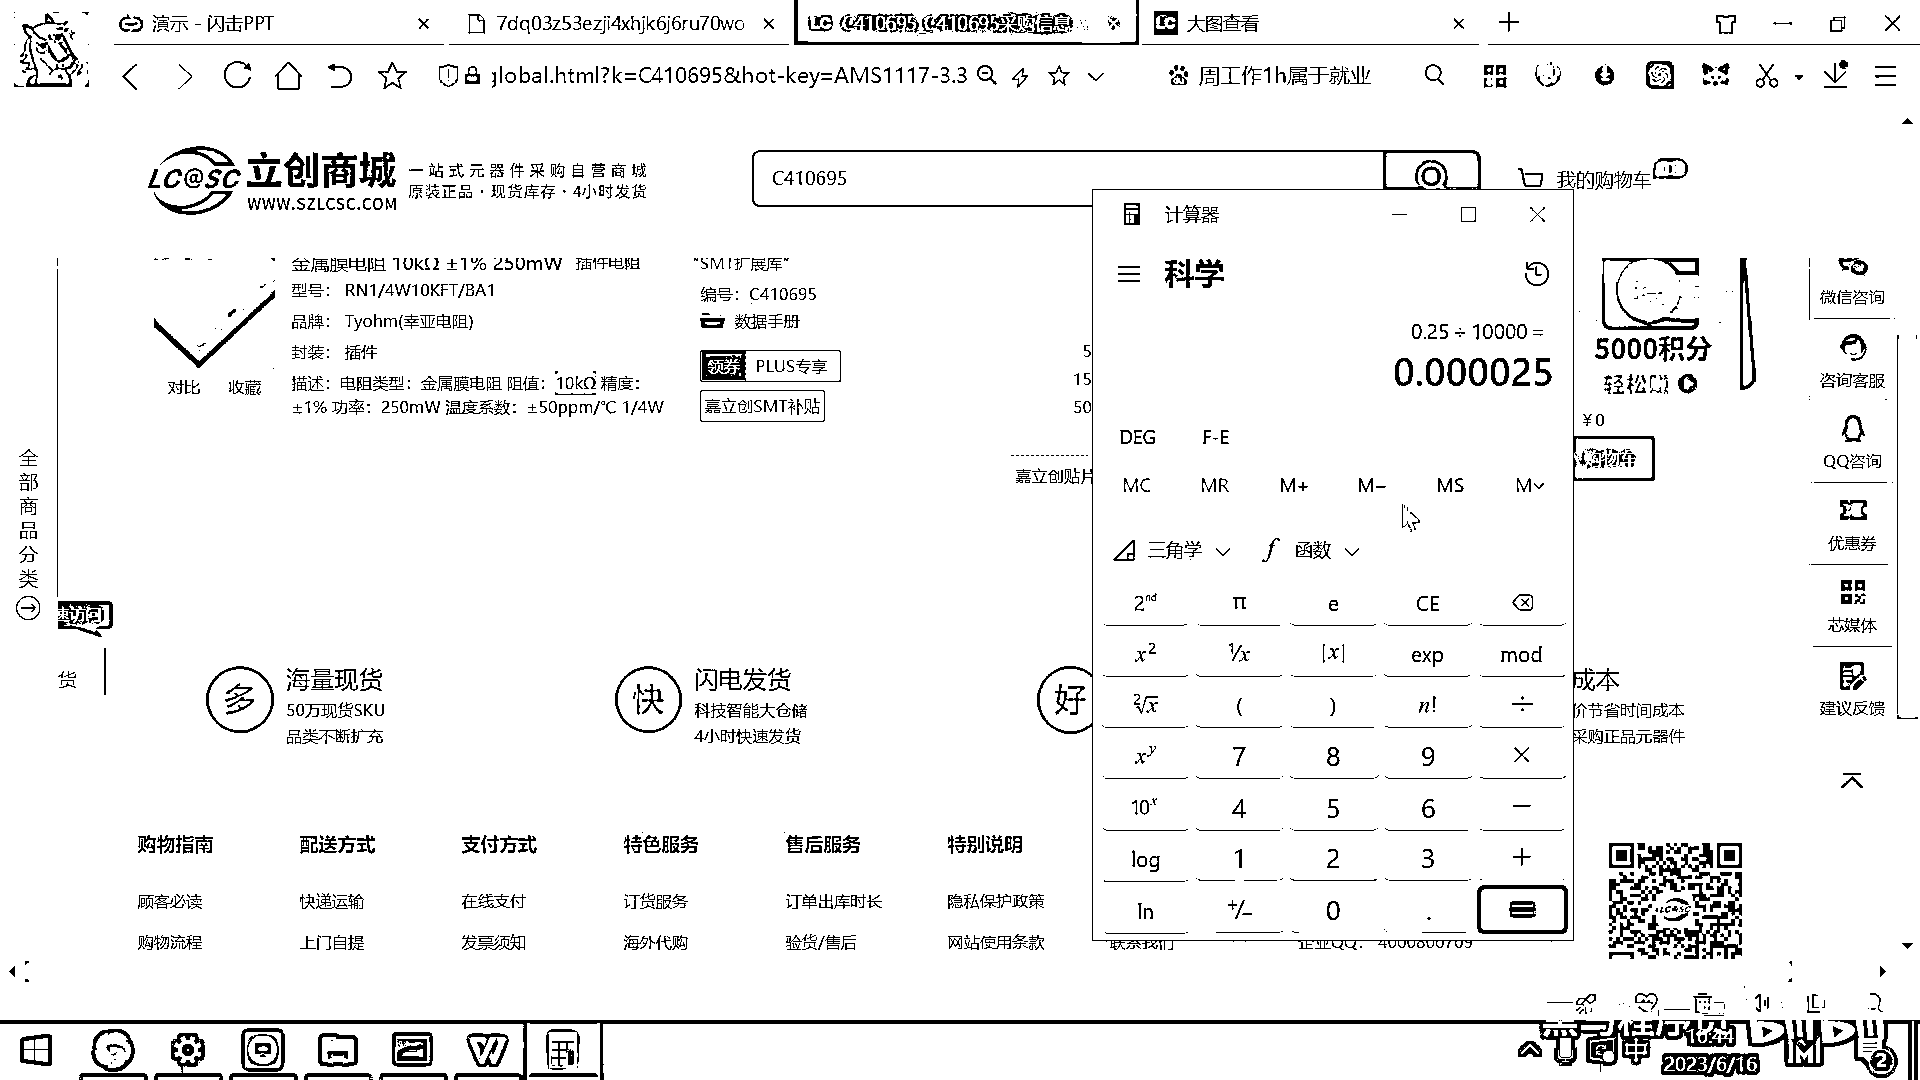 演示 - 闪击PPT
7dq03z53ezji4xhjk6j6ru70wo
C410695_C410695采购信息
大图查看
global.html?k=C410695&hot-key=AMS1117-3.3
周工作1h属于就业
LC@SC 立创商城
WWW.SZLCSC.COM
一站式元器件采购自营商城
原装正品·现货库存·4小时发货
C410695
我的购物车
金属膜电阻 10kΩ ±1% 250mW 插件电阻
型号: RN1/4W10KFT/BA1
品牌: Tyohm(幸亚电阻)
封装: 插件
描述: 电阻类型: 金属膜电阻 阻值: 10kΩ 精度:
±1% 功率: 250mW 温度系数: ±50ppm/℃ 1/4W
对比 收藏
"SMT扩展库"
编号: C410695
数据手册
领券 PLUS专享
嘉立创SMT补贴
5
15
50
嘉立创贴片
计算器
科学
0.25 ÷ 10000 =
0.000025
DEG F-E
MC MR M+ M− MS M
三角学 f 函数
2nd π e CE
x² ⅟x |x| exp mod
²√x ( ) n! ÷
xʸ 7 8 9 ×
10ˣ 4 5 6 −
log 1 2 3 +
ln +/− 0 . =
5000积分
¥0
购物车
微信咨询
咨询客服
QQ咨询
优惠券
芯媒体
建议反馈
全部商品分类
速访问
货
多 海量现货
50万现货SKU
品类不断扩充
快 闪电发货
科技智能大仓储
4小时快速发货
好
成本
价节省时间成本
采购正品元器件
购物指南 配送方式 支付方式 特色服务 售后服务 特别说明
顾客必读 快递运输 在线支付 订货服务 订单出库时长 隐私保护政策
购物流程 上门自提 发票须知 海外代购 验货/售后 网站使用条款 联系我们 企业QQ: 4000800709
中
16:44
2023/6/16
2